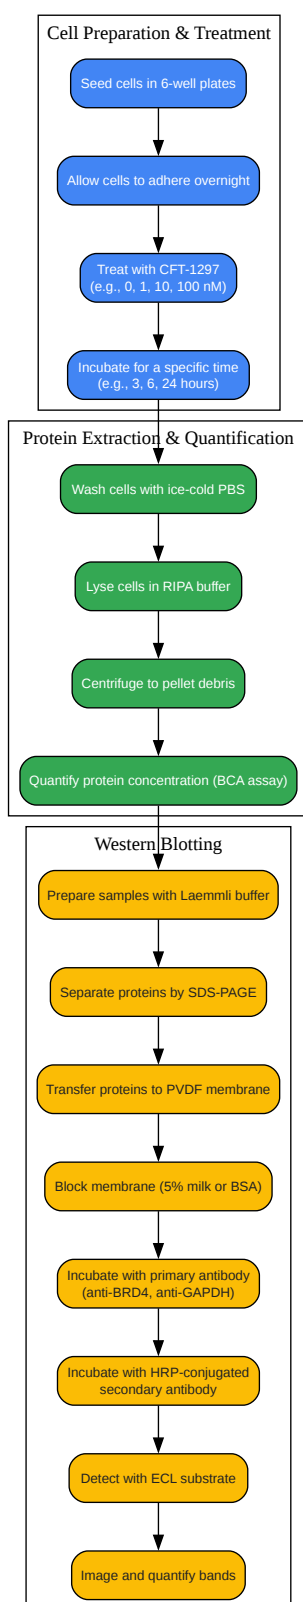 Cell Preparation & Treatment
Seed cells in 6-well plates
Allow cells to adhere overnight
Treat with CFT-1297
(e.g., 0, 1, 10, 100 nM)
Incubate for a specific time
(e.g., 3, 6, 24 hours)
Protein Extraction & Quantification
Wash cells with ice-cold PBS
Lyse cells in RIPA buffer
Centrifuge to pellet debris
Quantify protein concentration (BCA assay)
Western Blotting
Prepare samples with Laemmli buffer
Separate proteins by SDS-PAGE
Transfer proteins to PVDF membrane
Block membrane (5% milk or BSA)
Incubate with primary antibody
(anti-BRD4, anti-GAPDH)
Incubate with HRP-conjugated
secondary antibody
Detect with ECL substrate
Image and quantify bands